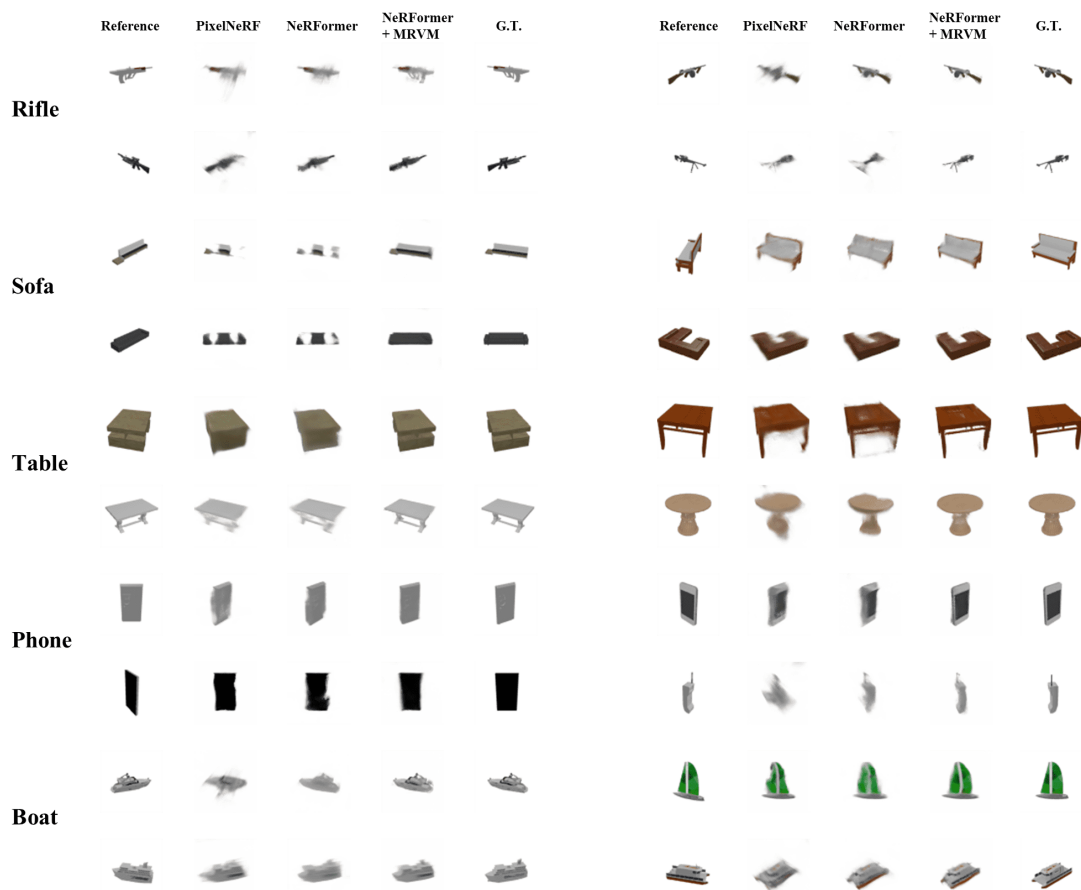 Reference PixelNeRF NeRFormer NeRFormer + MRVM G.T. Reference PixelNeRF NeRFormer NeRFormer + MRVM G.T.
Rifle
Sofa
Table
Phone
Boat